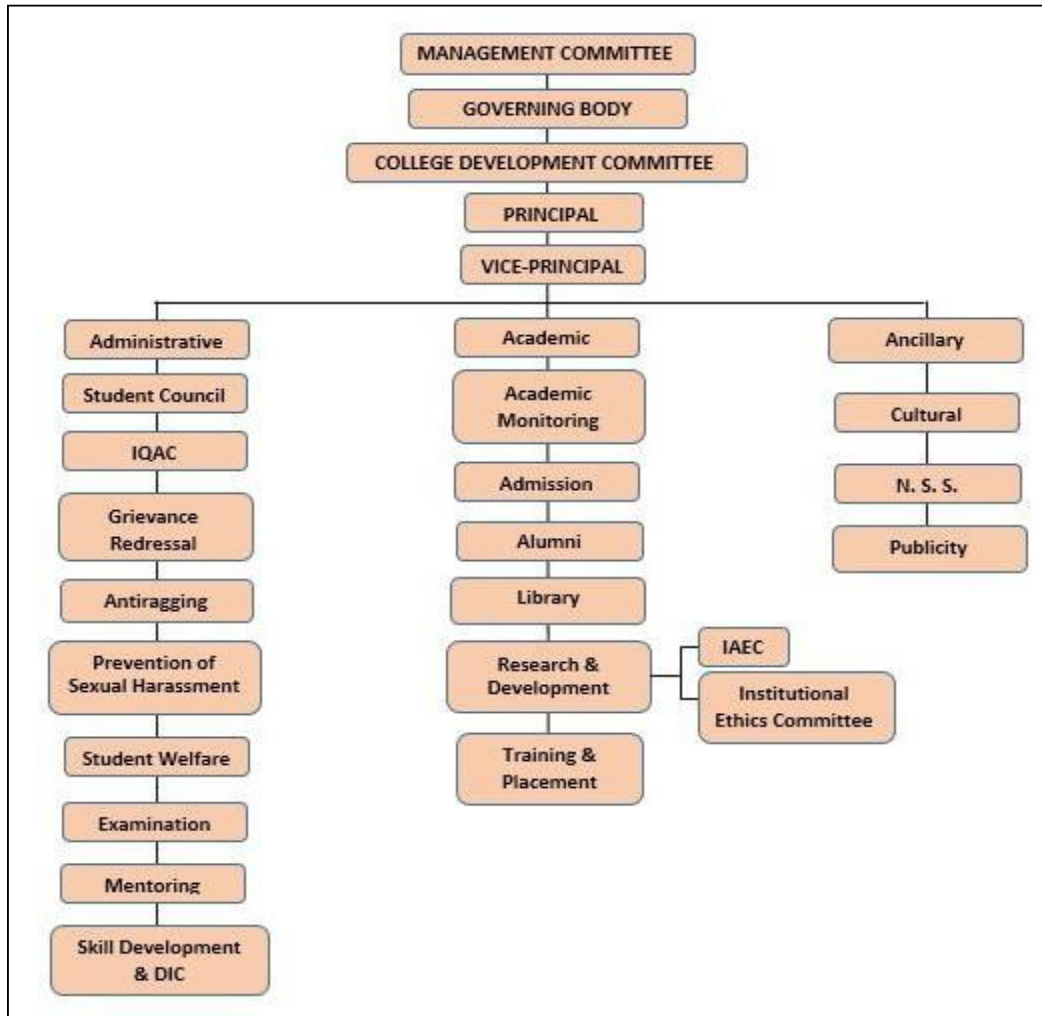 MANAGEMENT COMMITTEE
GOVERNING BODY
COLLEGE DEVELOPMENT COMMITTEE
PRINCIPAL
VICE-PRINCIPAL
Administrative
Student Council
IQAC
Grievance
Redressal
Antiragging
Prevention of
Sexual Harassment
Student Welfare
Examination
Mentoring
Skill Development
& DIC
Academic
Academic
Monitoring
Admission
Alumni
Library
Research &
Development
IAEC
Institutional
Ethics Committee
Training &
Placement
Ancillary
Cultural
N. S. S.
Publicity